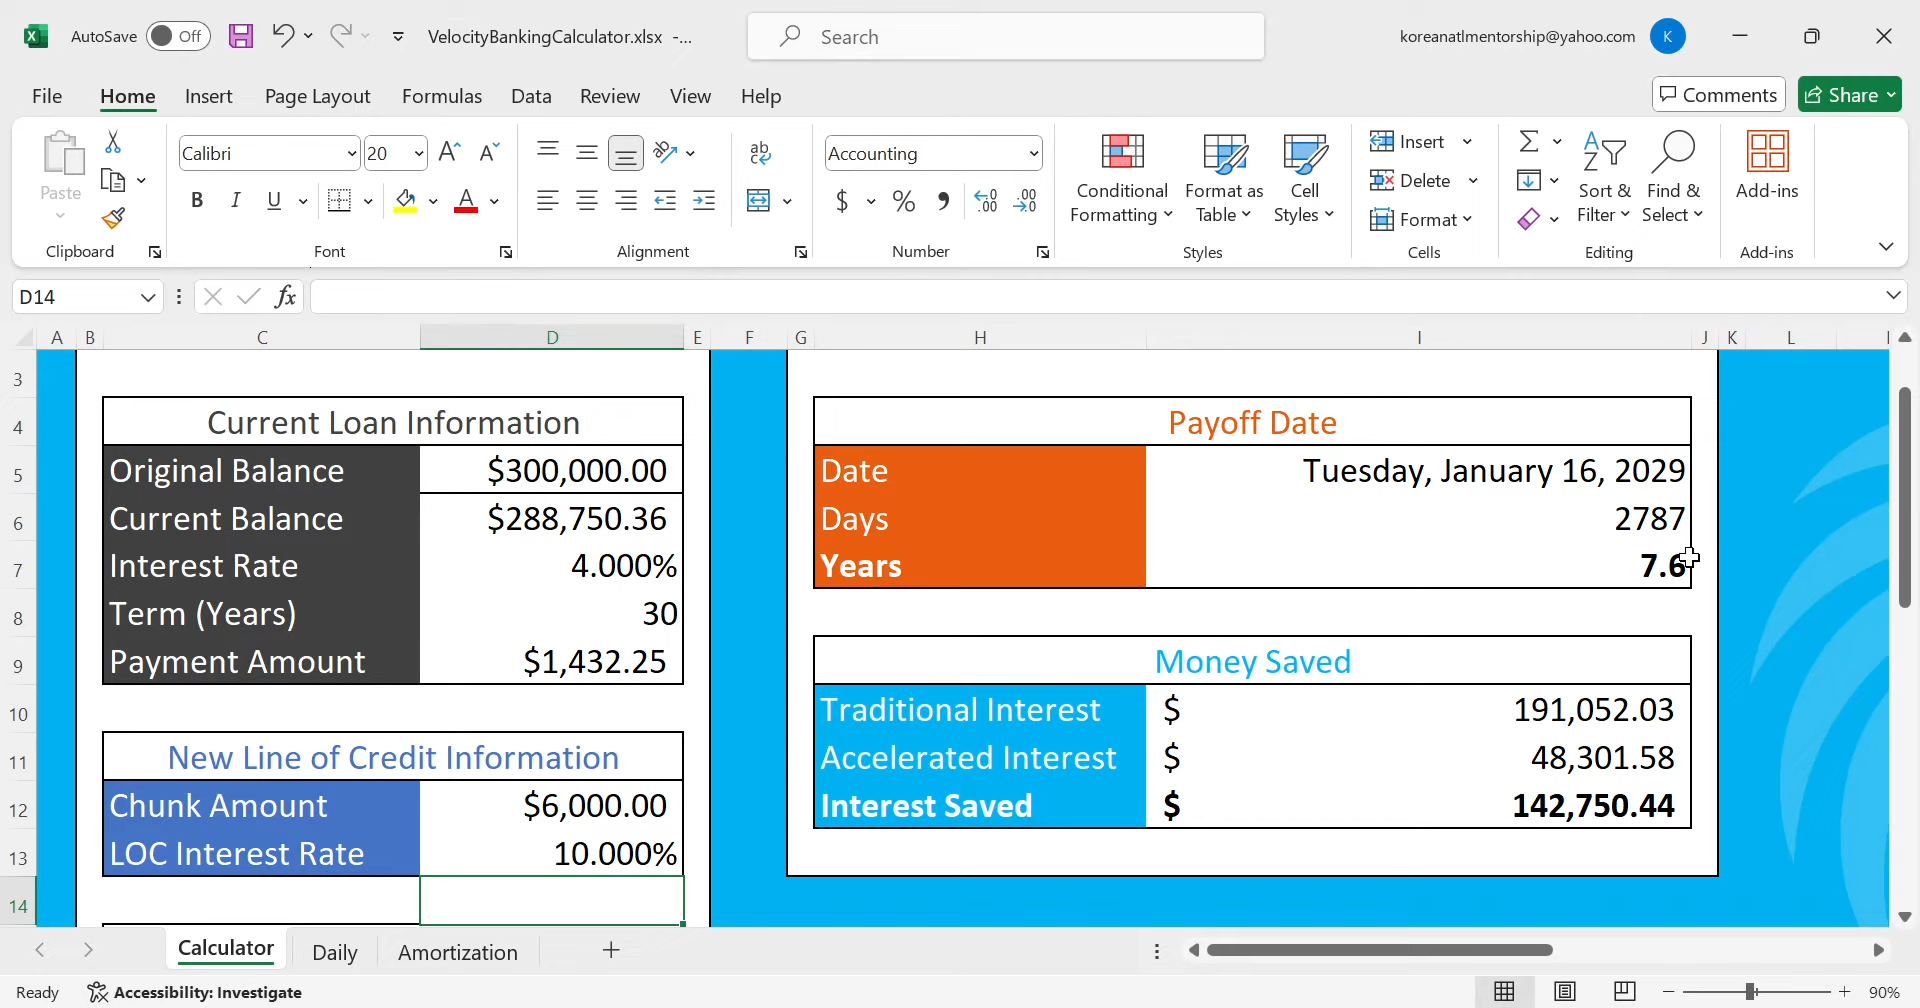 AutoSave Off VelocityBankingCalculator.xlsx -... Search koreanatlmentorship@yahoo.com K
File Home Insert Page Layout Formulas Data Review View Help Comments Share
Paste Calibri 20 ab Accounting Conditional Formatting Format as Table Cell Styles Insert Delete Format Sort & Filter Find & Select Add-ins
B I U A $ % , .00 .00
Clipboard Font Alignment Number Styles Cells Editing Add-ins
D14 fx
A B C D E F G H I J K L
3
4 Current Loan Information Payoff Date
5 Original Balance $300,000.00 Date Tuesday, January 16, 2029
6 Current Balance $288,750.36 Days 2787
7 Interest Rate 4.000% Years 7.6
8 Term (Years) 30
9 Payment Amount $1,432.25 Money Saved
10 Traditional Interest $ 191,052.03
11 New Line of Credit Information Accelerated Interest $ 48,301.58
12 Chunk Amount $6,000.00 Interest Saved $ 142,750.44
13 LOC Interest Rate 10.000%
14
Calculator Daily Amortization
Ready Accessibility: Investigate 90%